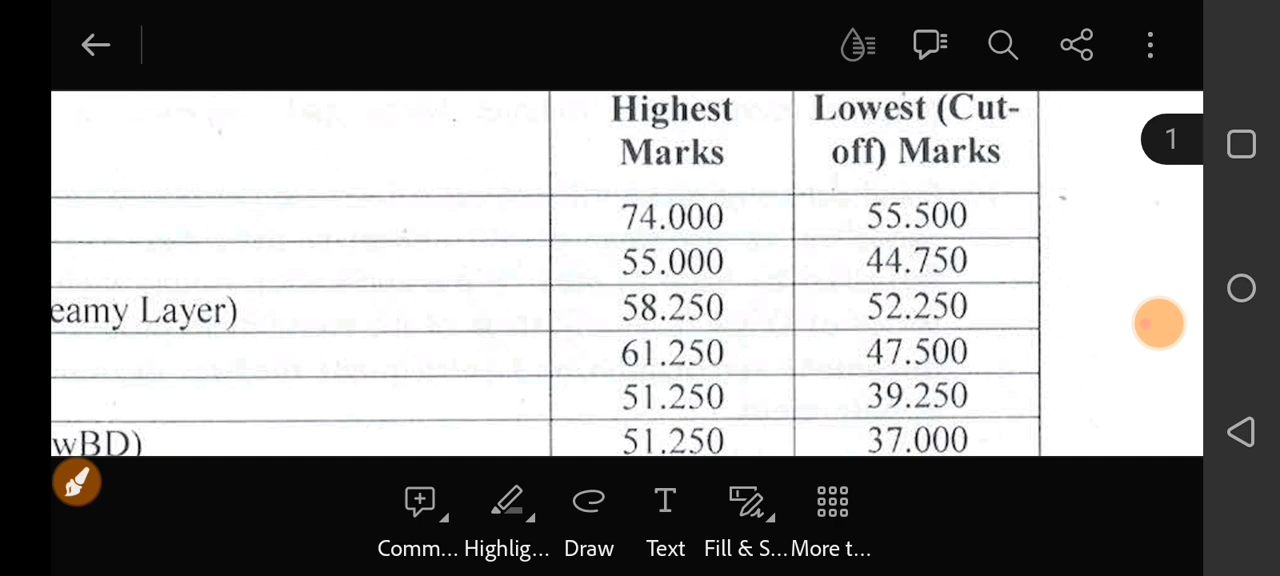 Highest Lowest (Cut-
Marks off) Marks
1
74.000 55.500
55.000 44.750
eamy Layer) 58.250 52.250
61.250 47.500
51.250 39.250
wBD) 51.250 37.000
Comm... Highlig... Draw Text Fill & S... More t...
T